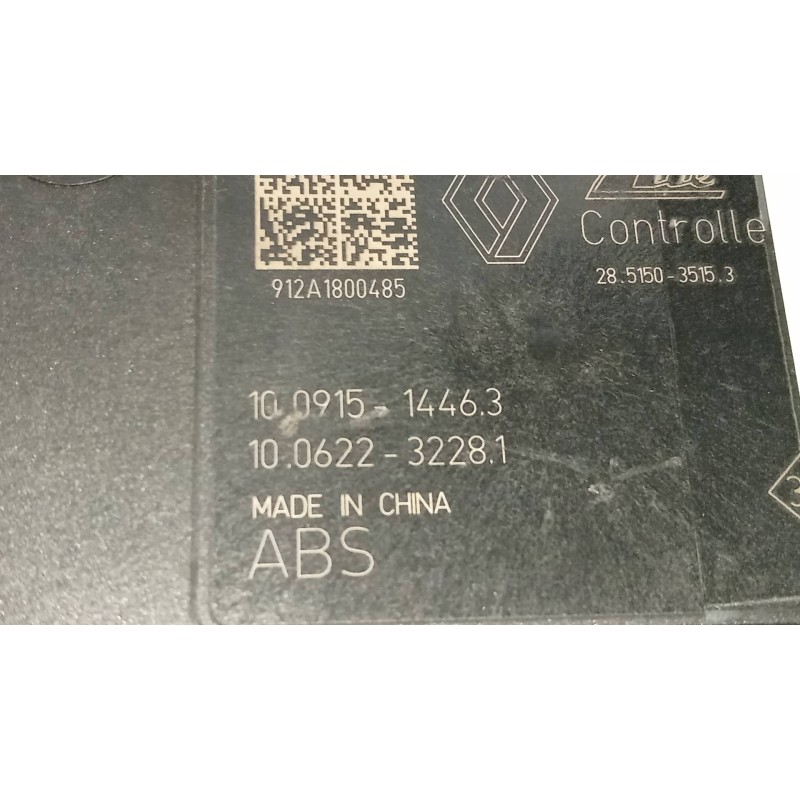 Controlle
28.5150-3515.3
912A1800485
10.0915-1446.3
10.0622-3228.1
MADE IN CHINA
ABS